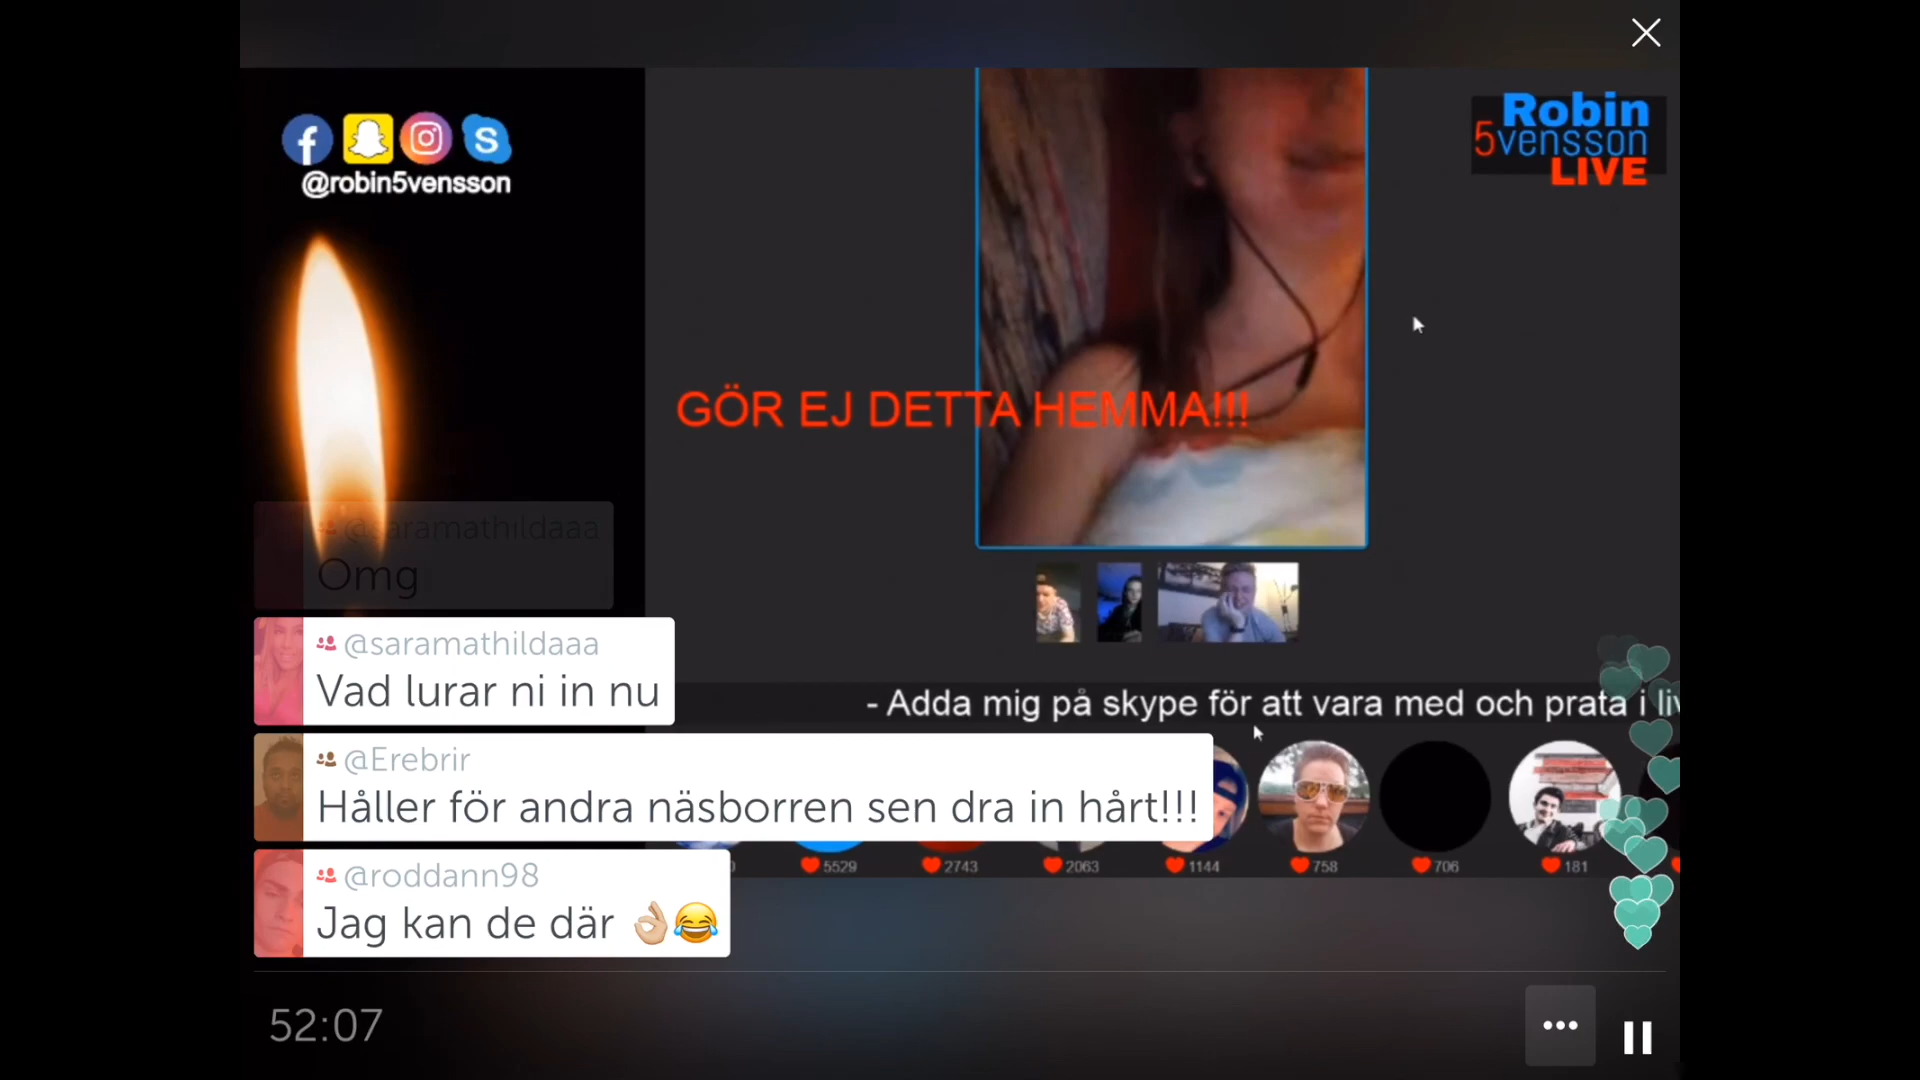 @robin5vensson
Robin
5vensson
LIVE
GÖR EJ DETTA HEMMA!!!
@saramathildaaa
Omg
@saramathildaaa
Vad lurar ni in nu
- Adda mig på skype för att vara med och prata i liv
@Erebrir
Håller för andra näsborren sen dra in hårt!!!
5529 2743 2063 1144 758 706 181
@roddann98
Jag kan de där 👌🏼😂
52:07